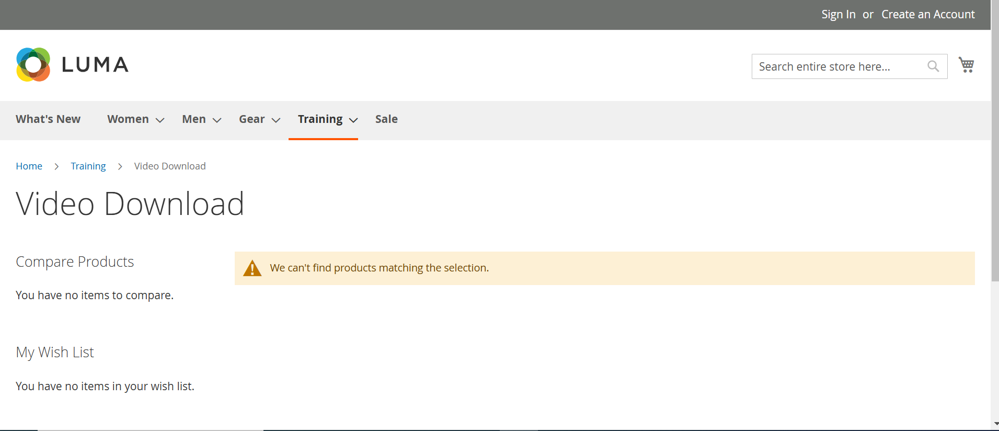 Sign In or Create an Account
LUMA
Search entire store here...
What's New Women Men Gear Training Sale
Home Training Video Download
Video Download
Compare Products
We can't find products matching the selection.
You have no items to compare.
My Wish List
You have no items in your wish list.